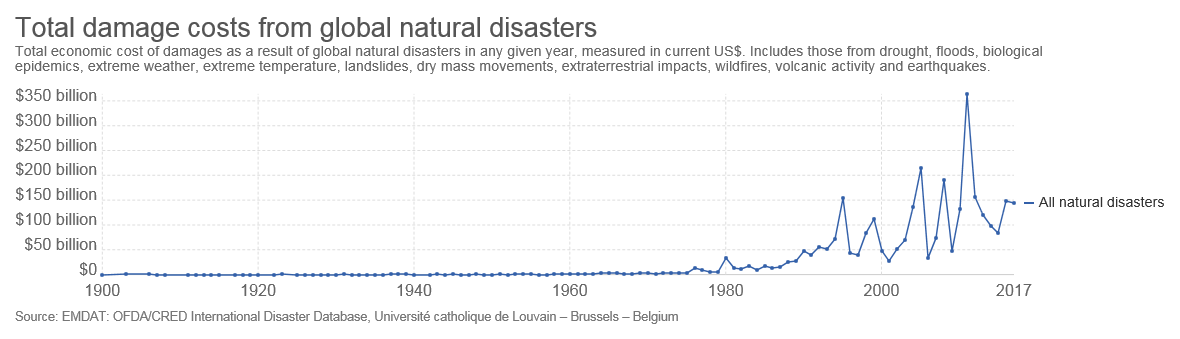 Total damage costs from global natural disasters
Total economic cost of damages as a result of global natural disasters in any given year, measured in current US$. Includes those from drought, floods, biological
epidemics, extreme weather, extreme temperature, landslides, dry mass movements, extraterrestrial impacts, wildfires, volcanic activity and earthquakes.
$350 billion
$300 billion
$250 billion
$200 billion
$150 billion
$100 billion
$50 billion
$0
All natural disasters
1900 1920 1940 1960 1980 2000 2017
Source: EMDAT: OFDA/CRED International Disaster Database, Université catholique de Louvain – Brussels – Belgium